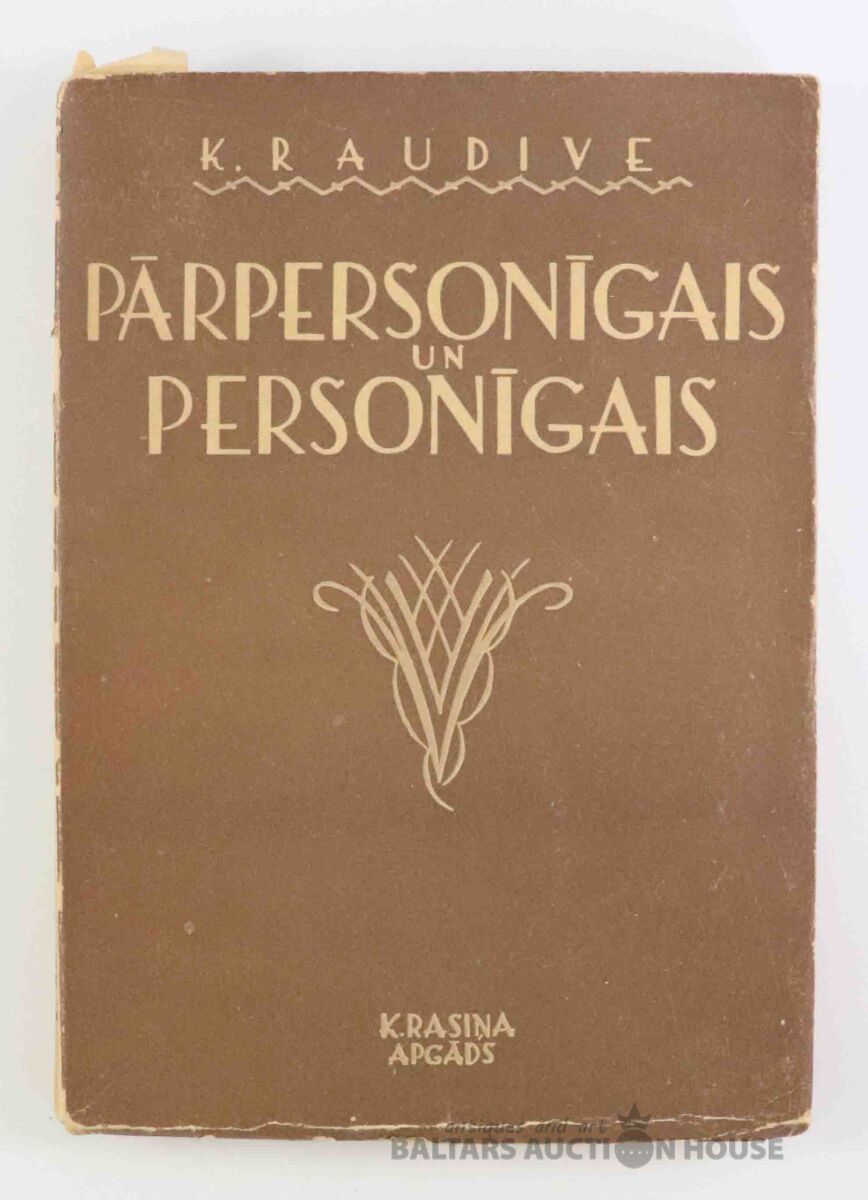 K. RAUDIVE
PĀRPERSONĪGAIS
UN
PERSONĪGAIS
K. RASIŅA
APGĀDS
antiques and art
BALTARS AUCTION HOUSE